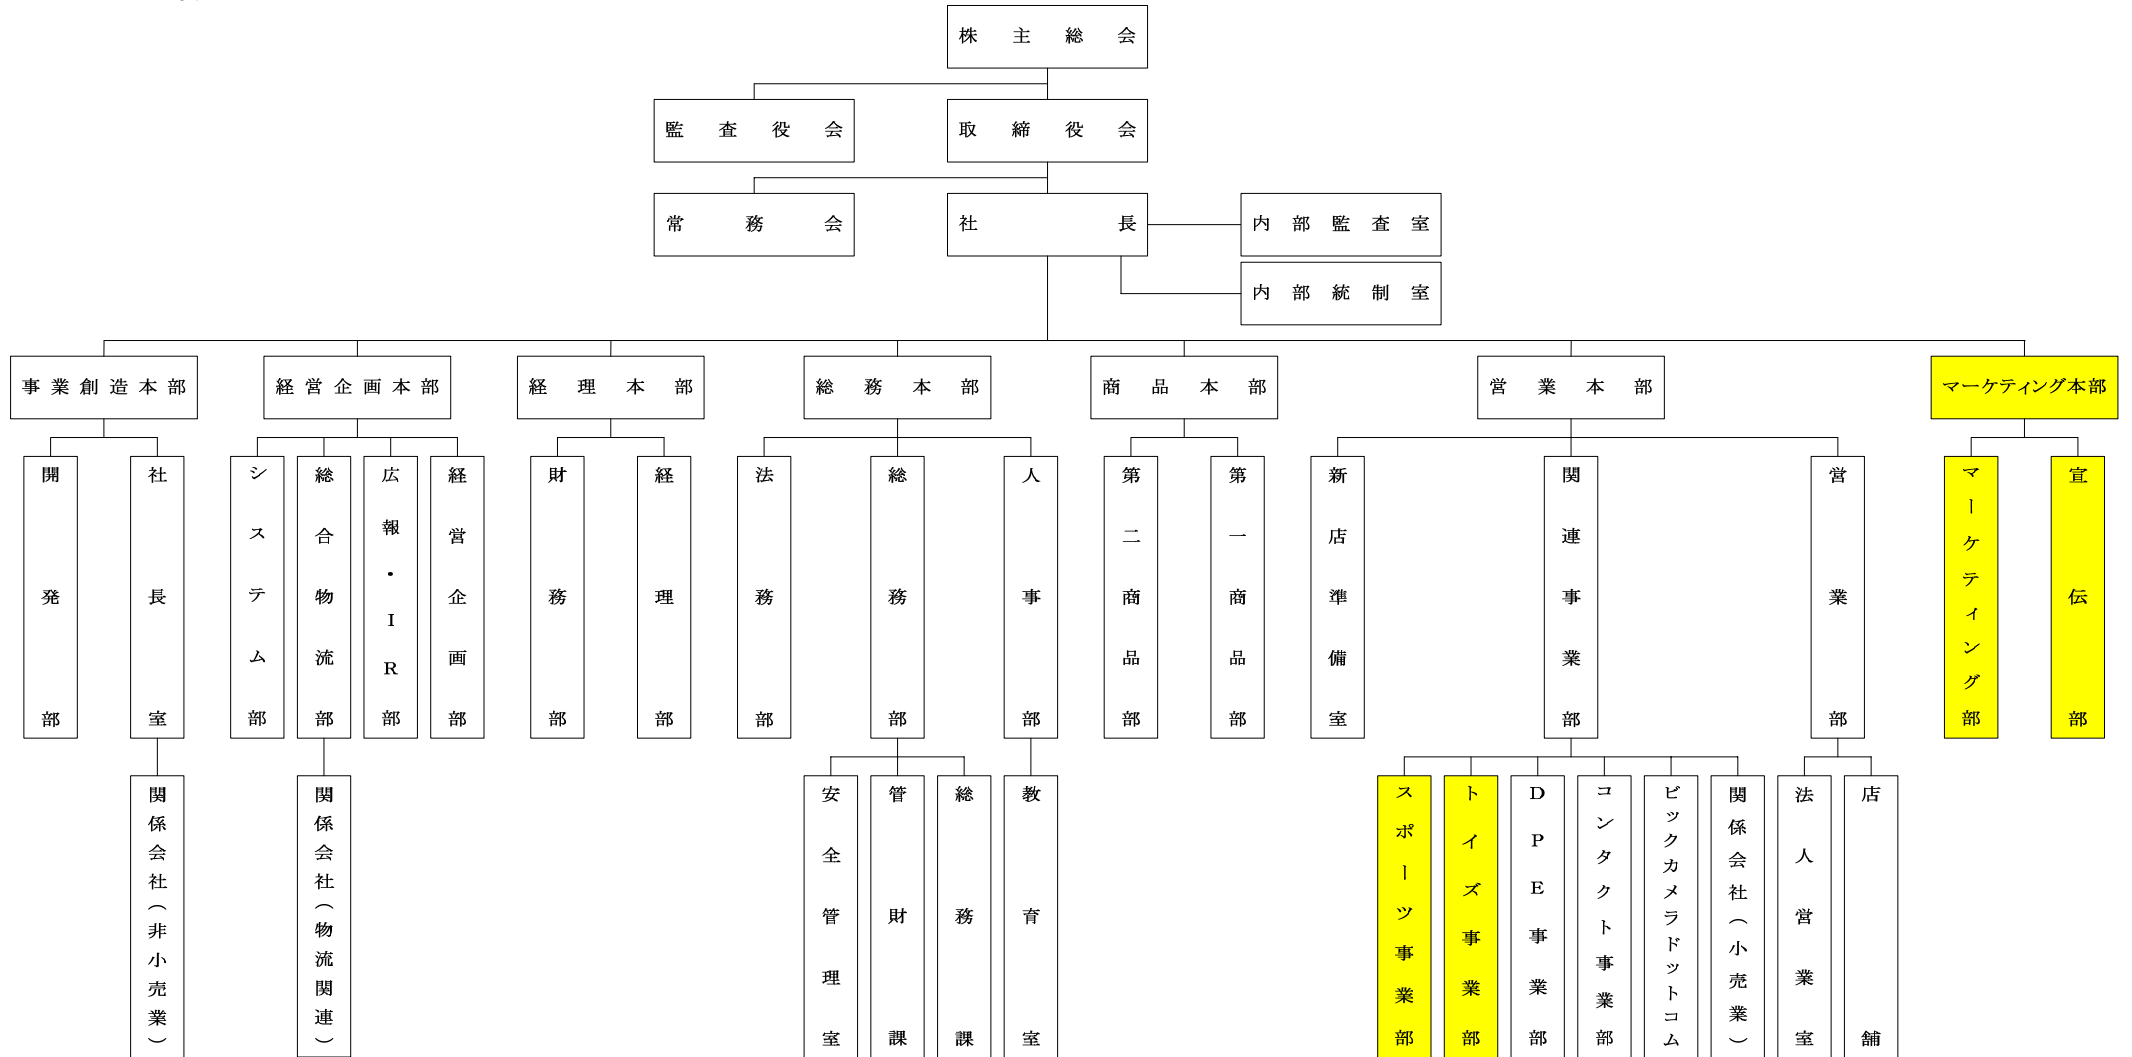 株主総会
監査役会
取締役会
常務会
社長
内部監査室
内部統制室
事業創造本部
経営企画本部
経理本部
総務本部
商品本部
営業本部
マーケティング本部
開発部
社長室
システム部
総合物流部
広報・IR部
経営企画部
財務部
経理部
法務部
総務部
人事部
第二商品部
第一商品部
新店準備室
関連事業部
営業部
マーケティング部
宣伝部
関係会社(非小売業)
関係会社(物流関連)
安全管理室
管財課
総務課
教育室
スポーツ事業部
トイズ事業部
DPE事業部
コンタクト事業部
ビックカメラドットコム
関係会社(小売業)
法人営業室
店舗